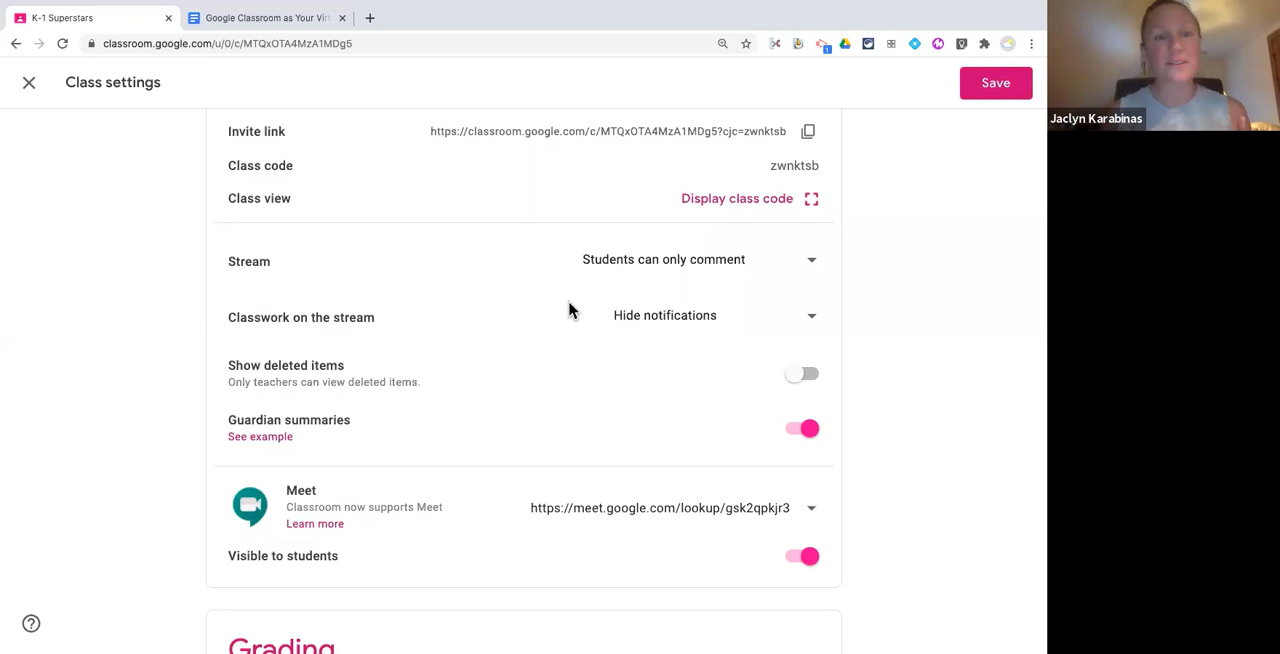 K-1 Superstars
Google Classroom as Your Virt
classroom.google.com/u/0/c/MTQxOTA4MzA1MDg5
1
Class settings
Save
Jaclyn Karabinas
Invite link
https://classroom.google.com/c/MTQxOTA4MzA1MDg5?cjc=zwnktsb
Class code
zwnktsb
Class view
Display class code
Stream
Students can only comment
Classwork on the stream
Hide notifications
Show deleted items
Only teachers can view deleted items.
Guardian summaries
See example
Meet
Classroom now supports Meet
https://meet.google.com/lookup/gsk2qpkjr3
Learn more
Visible to students
Grading